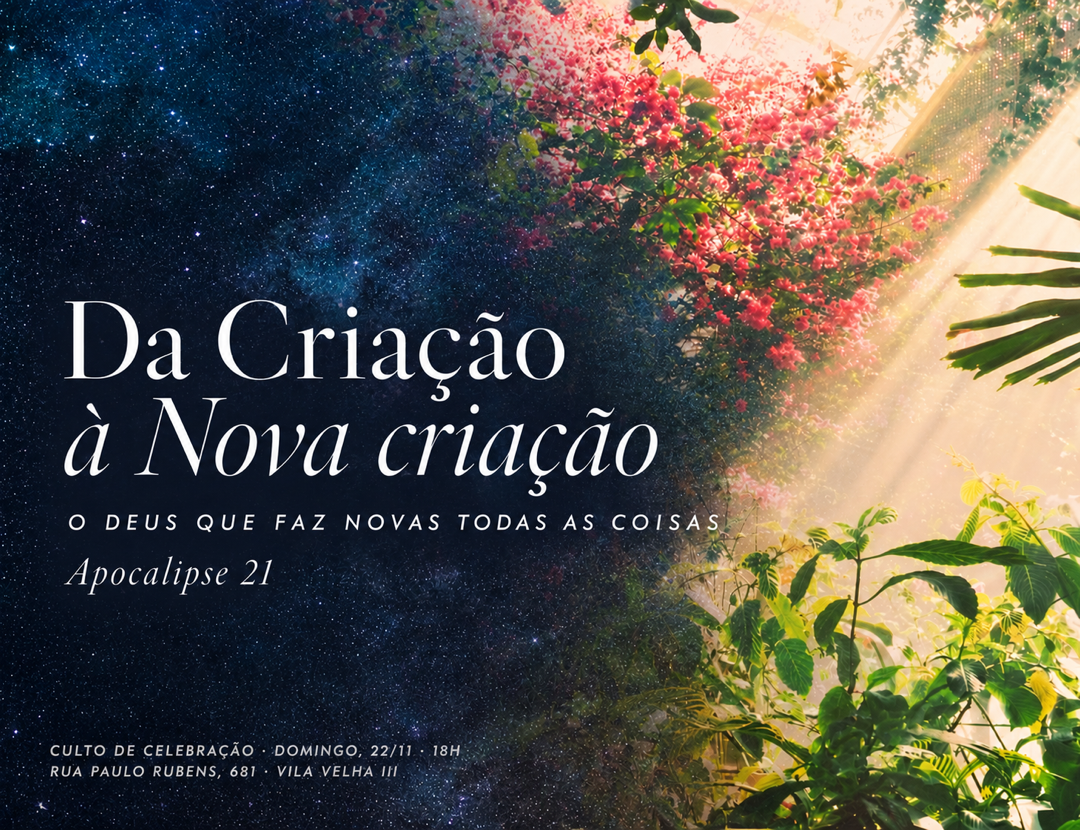 Da Criação
à Nova criação
O DEUS QUE FAZ NOVAS TODAS AS COISAS
Apocalipse 21
CULTO DE CELEBRAÇÃO · DOMINGO, 22/11 · 18H
RUA PAULO RUBENS, 681 · VILA VELHA III